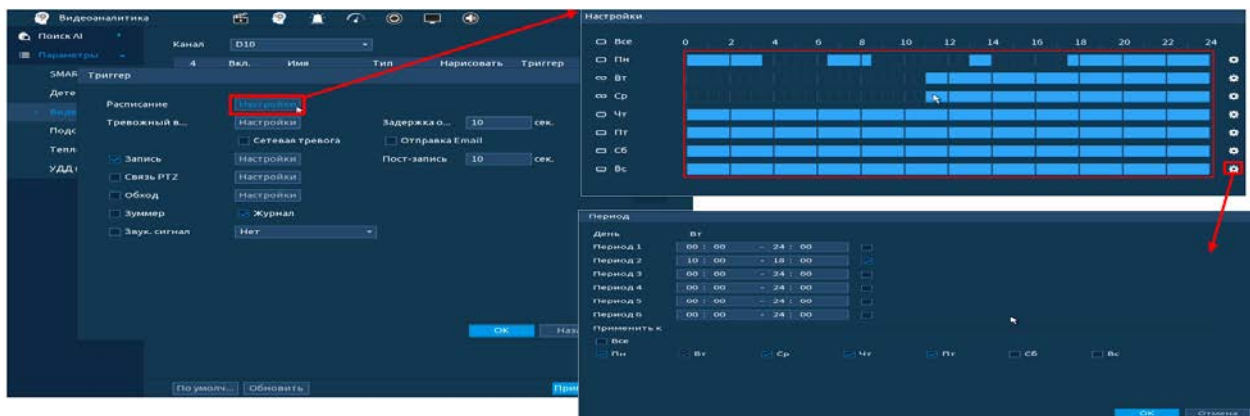 Видеоаналитика
Поиск AI
Параметры
Канал D10
4 Вкл. Имя Тип Нарисовать Триггер
SMAR
Триггер
Дете
Подс
Тепл
УДД
Расписание Настройки
Тревожный в... Настройки Задержка о... 10 сек.
Сетевая тревога Отправка Email
Запись Настройки Пост-запись 10 сек.
Связь PTZ Настройки
Обход Настройки
Зуммер Журнал
Звук. сигнал Нет
OK Наза
По умолч... Обновить При
Настройки
Все 0 2 4 6 8 10 12 14 16 18 20 22 24
Пн
Вт
Ср
Чт
Пт
Сб
Вс
Период
День Вт
Период 1 00 : 00 - 24 : 00
Период 2 10 : 00 - 18 : 00
Период 3 00 : 00 - 24 : 00
Период 4 00 : 00 - 24 : 00
Период 5 00 : 00 - 24 : 00
Период 6 00 : 00 - 24 : 00
Применить к
Все
Пн Вт Ср Чт Пт Сб Вс
OK Отмена